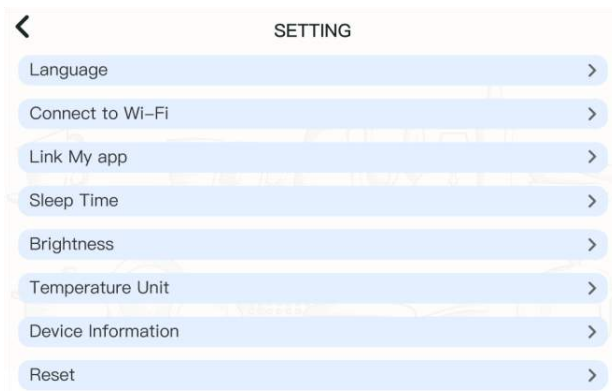 SETTING
Language
Connect to Wi-Fi
Link My app
Sleep Time
Brightness
Temperature Unit
Device Information
Reset